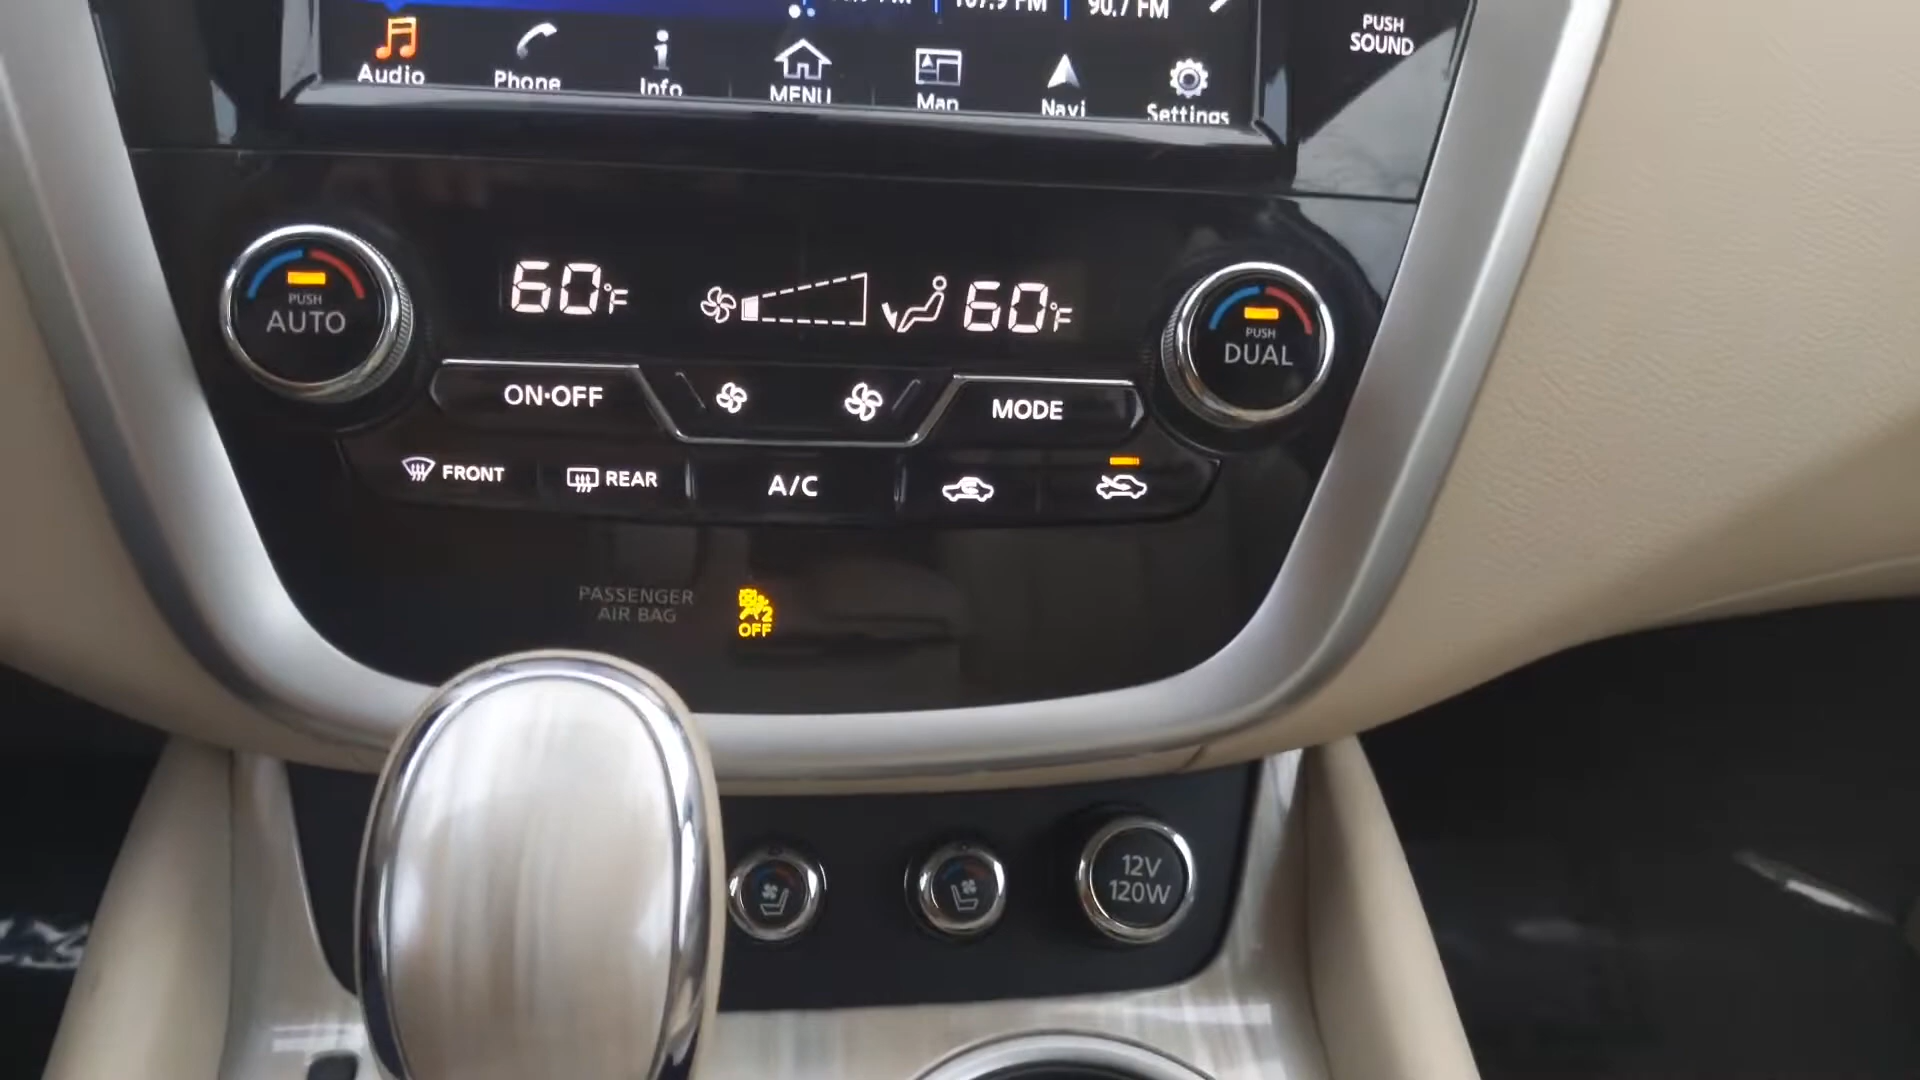 107.9 FM 90.7 FM
Audio Phone Info MENU Map Navi Settings
PUSH
SOUND
PUSH
AUTO
60°F
60°F
PUSH
DUAL
ON·OFF
MODE
FRONT
REAR
A/C
PASSENGER
AIR BAG
2
OFF
12V
120W